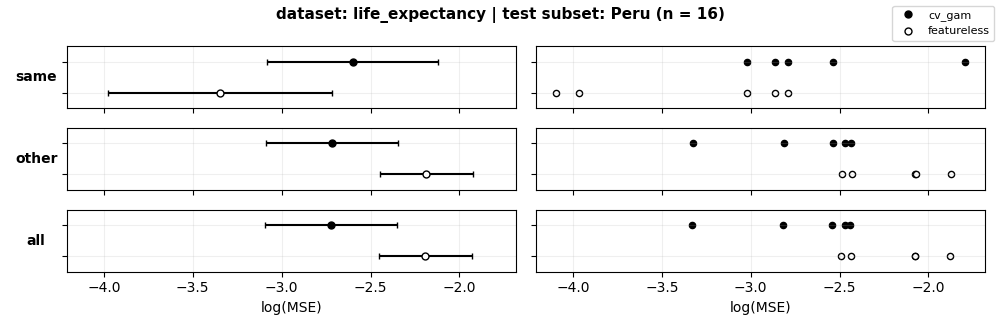 dataset: life_expectancy | test subset: Peru (n = 16)
cv_gam
featureless
same
other
all
−4.0 −3.5 −3.0 −2.5 −2.0
log(MSE)
−4.0 −3.5 −3.0 −2.5 −2.0
log(MSE)